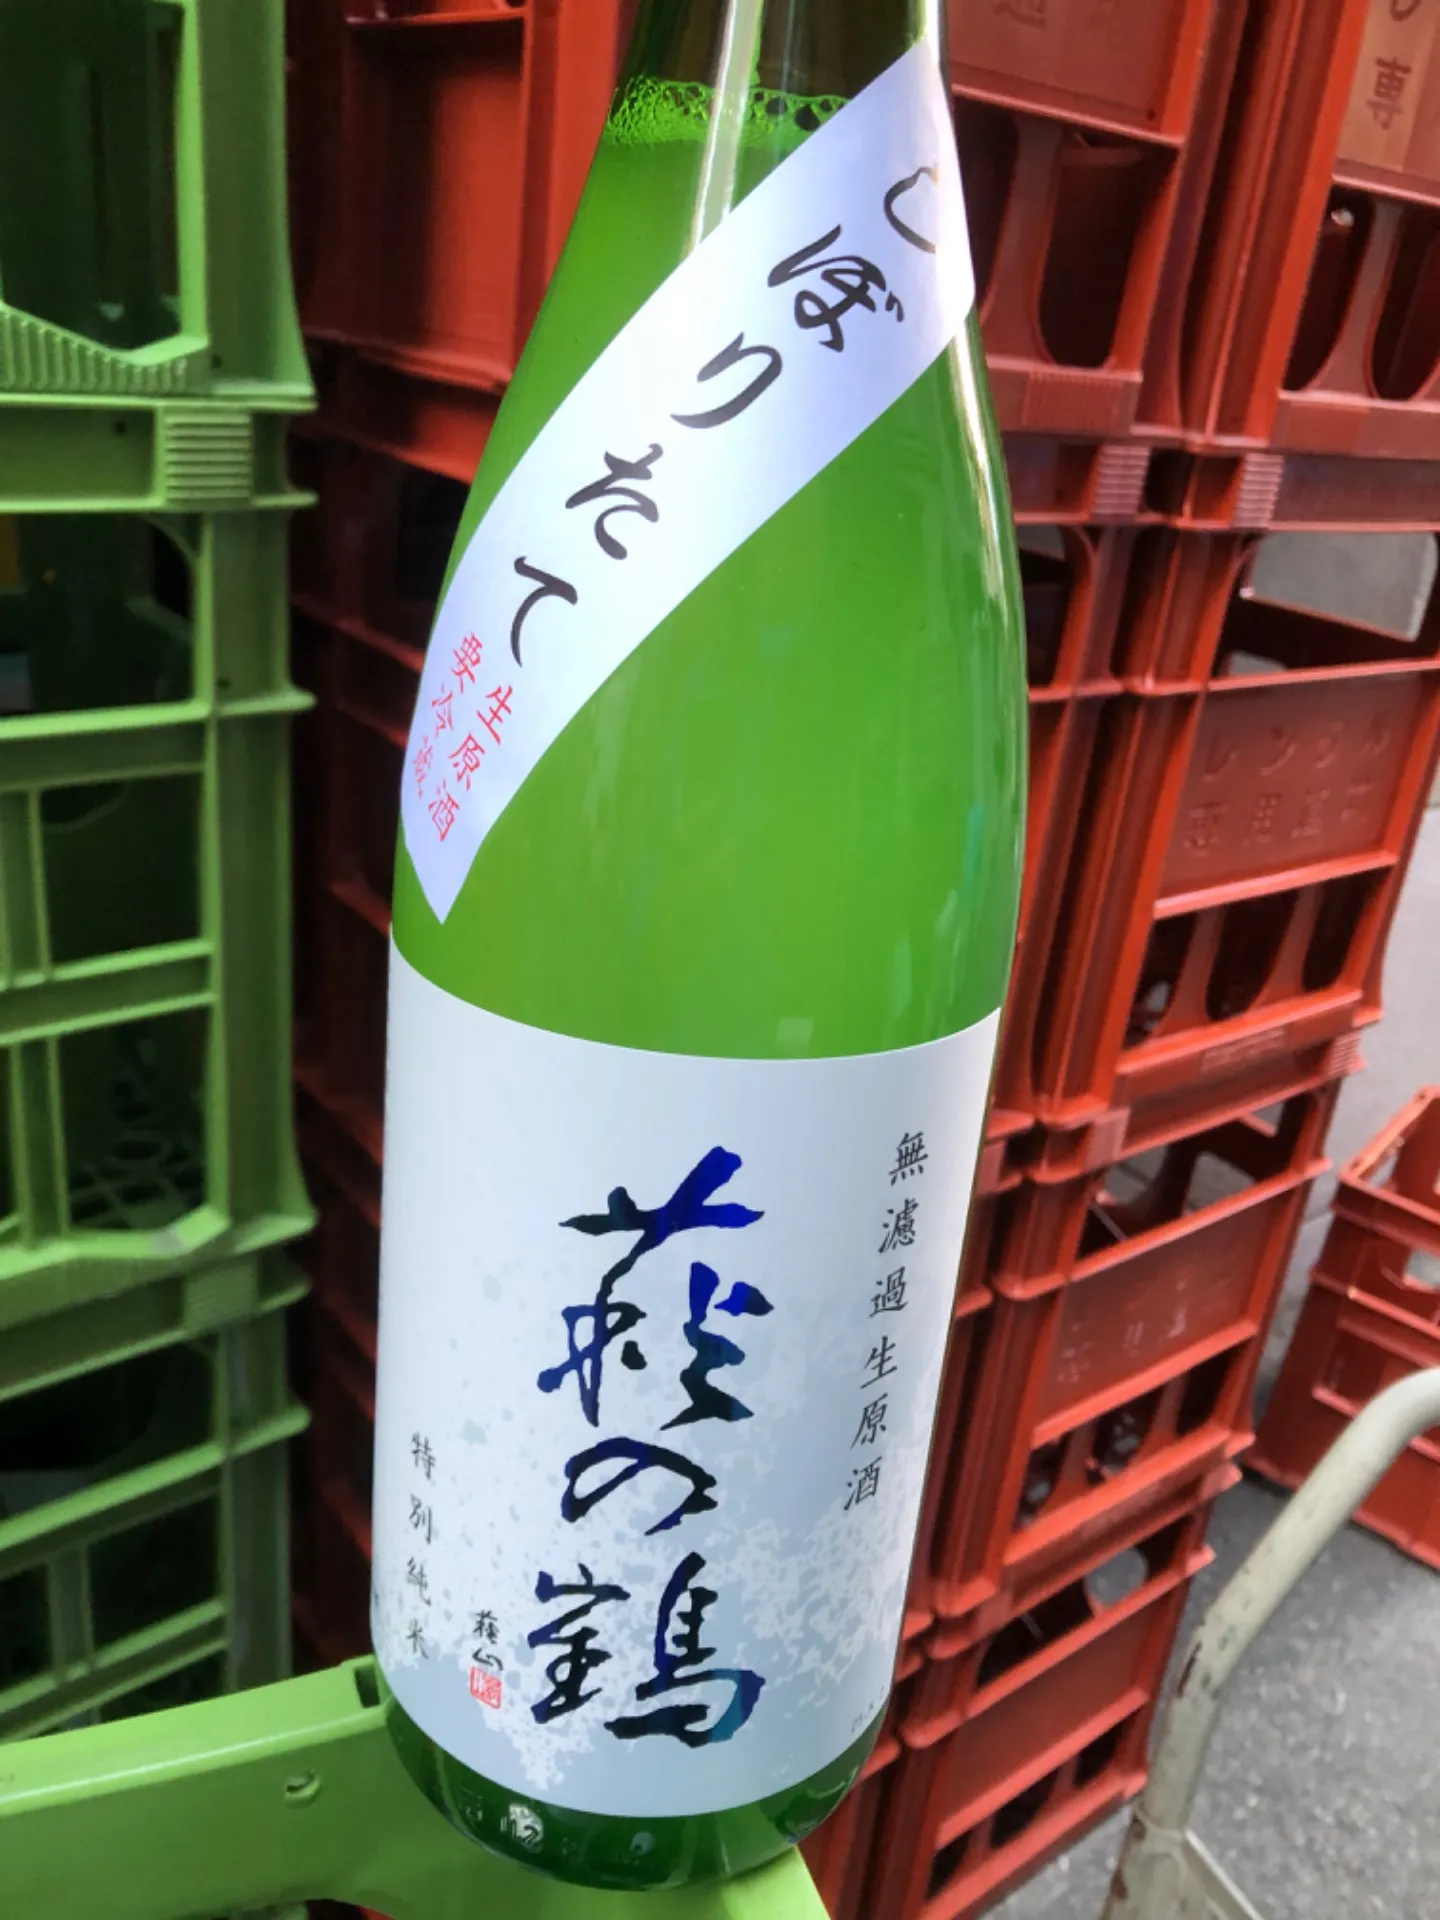 しぼりたて
生原酒
要冷蔵
無濾過生原酒
萩の鶴
特別純米
専